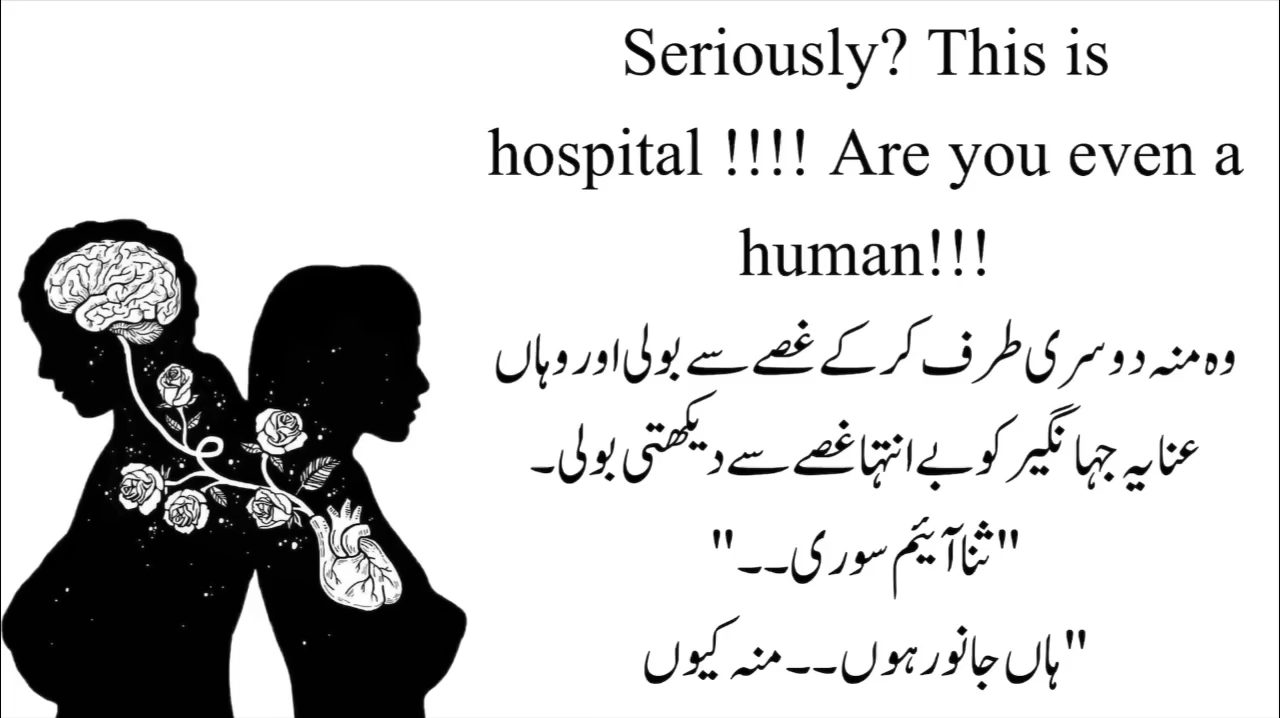 Seriously? This is
hospital !!!! Are you even a
human!!!
وہ منہ دوسری طرف کر کے غصے سے بولی اور وہاں
عنایہ جہانگیر کو بے انتہا غصے سے دیکھتی بولی۔
"ثنا آیئم سوری۔۔"
"ہاں جانور ہوں۔۔ منہ کیوں